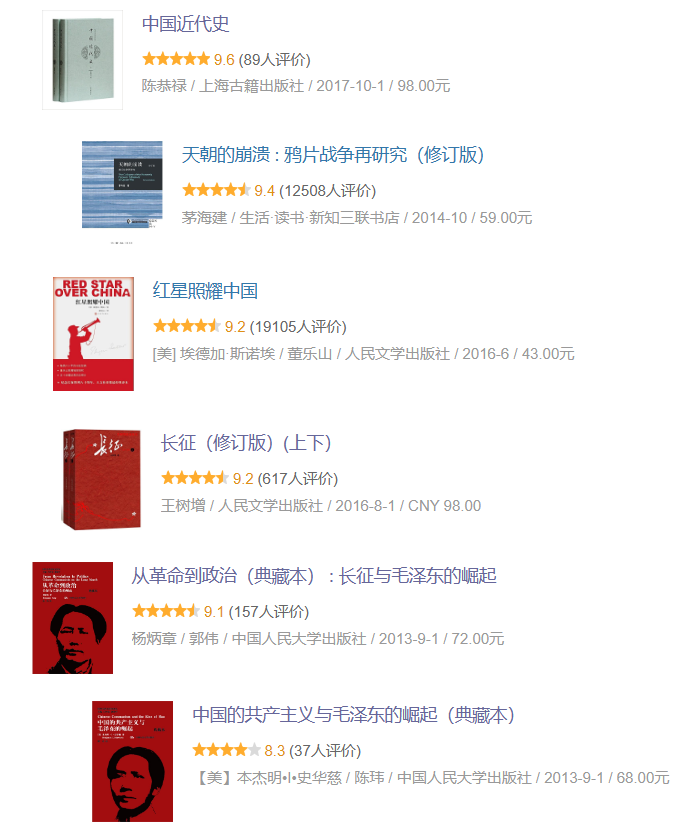 中国近代史
9.6 (89人评价)
陈恭禄 / 上海古籍出版社 / 2017-10-1 / 98.00元
天朝的崩溃 : 鸦片战争再研究（修订版）
9.4 (12508人评价)
茅海建 / 生活·读书·新知三联书店 / 2014-10 / 59.00元
RED STAR
OVER CHINA
红星照耀中国
红星照耀中国
9.2 (19105人评价)
[美] 埃德加·斯诺埃 / 董乐山 / 人民文学出版社 / 2016-6 / 43.00元
长征
长征（修订版）(上下）
9.2 (617人评价)
王树增 / 人民文学出版社 / 2016-8-1 / CNY 98.00
从革命到政治
从革命到政治（典藏本） : 长征与毛泽东的崛起
9.1 (157人评价)
杨炳章 / 郭伟 / 中国人民大学出版社 / 2013-9-1 / 72.00元
中国的共产主义与
毛泽东的崛起
中国的共产主义与毛泽东的崛起（典藏本）
8.3 (37人评价)
【美】本杰明•I•史华慈 / 陈玮 / 中国人民大学出版社 / 2013-9-1 / 68.00元